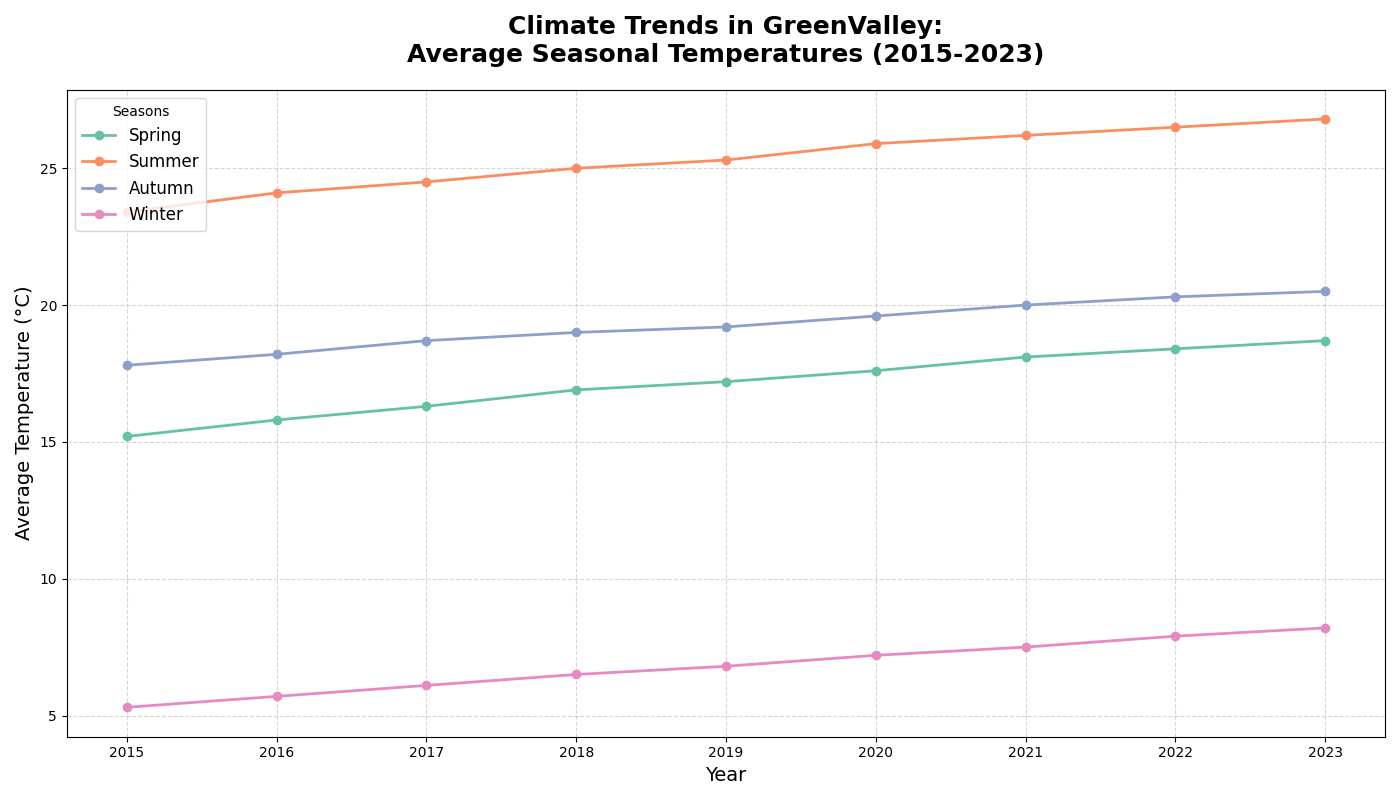 Climate Trends in GreenValley:
Average Seasonal Temperatures (2015-2023)
Seasons
Spring
Summer
Autumn
Winter
Average Temperature (°C)
25
20
15
10
5
2015 2016 2017 2018 2019 2020 2021 2022 2023
Year